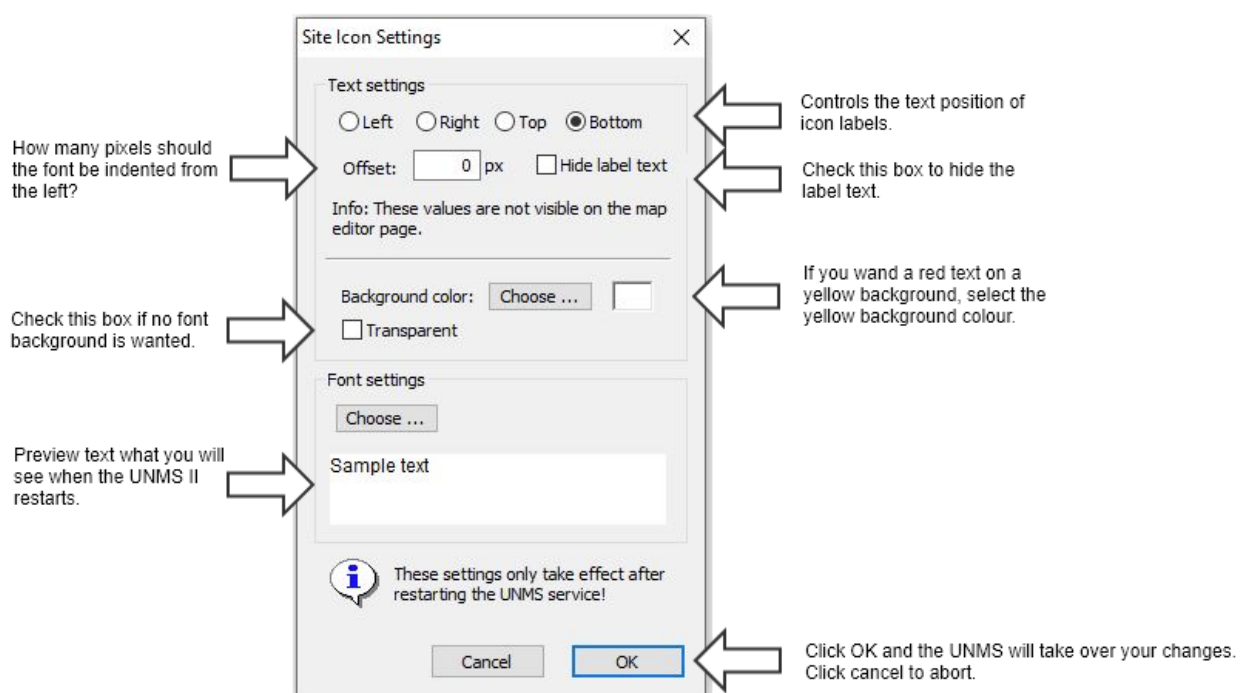 Site Icon Settings
Text settings
Left Right Top Bottom
Controls the text position of
icon labels.
How many pixels should
the font be indented from
the left?
Offset: 0 px Hide label text
Check this box to hide the
label text.
Info: These values are not visible on the map
editor page.
Background color: Choose ...
If you wand a red text on a
yellow background, select the
yellow background colour.
Transparent
Check this box if no font
background is wanted.
Font settings
Choose ...
Sample text
Preview text what you will
see when the UNMS II
restarts.
These settings only take effect after
restarting the UNMS service!
Cancel OK
Click OK and the UNMS will take over your changes.
Click cancel to abort.